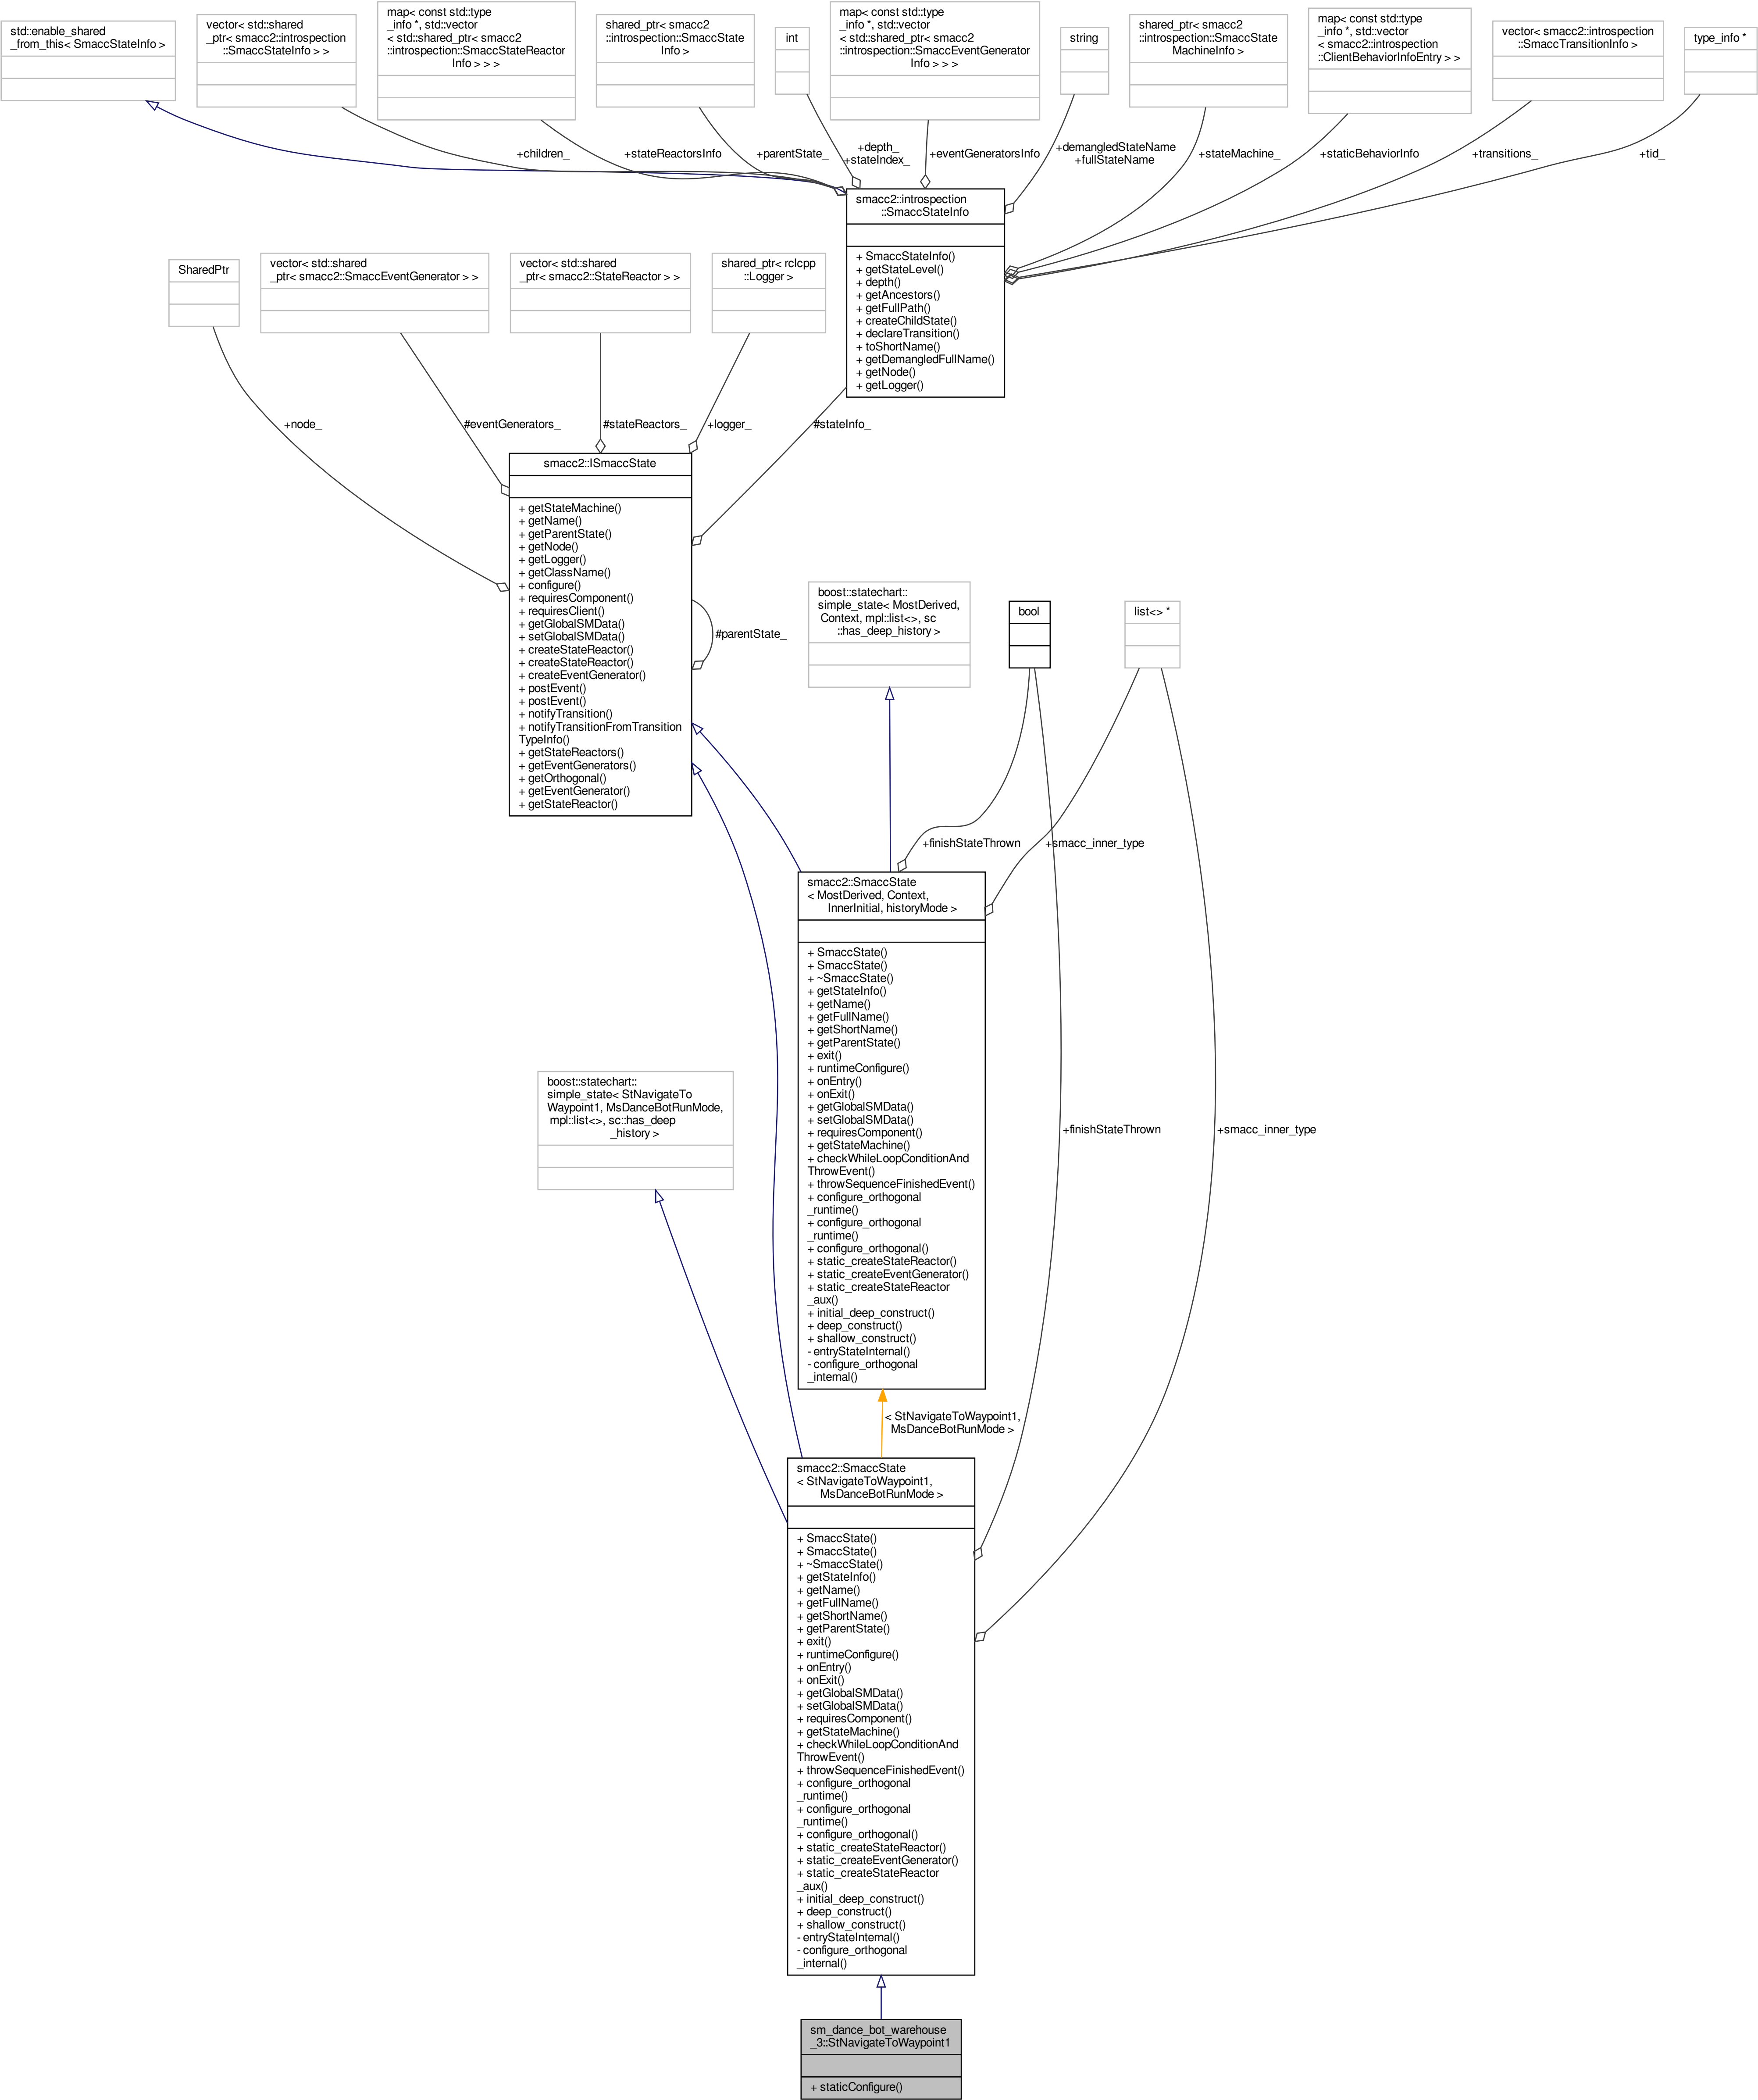 std::enable_shared
_from_this< SmaccStateInfo >
vector< std::shared
_ptr< smacc2::introspection
::SmaccStateInfo > >
map< const std::type
_info *, std::vector
< std::shared_ptr< smacc2
::introspection::SmaccStateReactor
Info > > >
shared_ptr< smacc2
::introspection::SmaccState
Info >
int
map< const std::type
_info *, std::vector
< std::shared_ptr< smacc2
::introspection::SmaccEventGenerator
Info > > >
string
shared_ptr< smacc2
::introspection::SmaccState
MachineInfo >
map< const std::type
_info *, std::vector
< smacc2::introspection
::ClientBehaviorInfoEntry > >
vector< smacc2::introspection
::SmaccTransitionInfo >
type_info *
+children_
+stateReactorsInfo
+parentState_
+depth_
+stateIndex_
+eventGeneratorsInfo
+demangledStateName
+fullStateName
+stateMachine_
+staticBehaviorInfo
+transitions_
+tid_
smacc2::introspection
::SmaccStateInfo
+ SmaccStateInfo()
+ getStateLevel()
+ depth()
+ getAncestors()
+ getFullPath()
+ createChildState()
+ declareTransition()
+ toShortName()
+ getDemangledFullName()
+ getNode()
+ getLogger()
SharedPtr
vector< std::shared
_ptr< smacc2::SmaccEventGenerator > >
vector< std::shared
_ptr< smacc2::StateReactor > >
shared_ptr< rclcpp
::Logger >
+node_
#eventGenerators_
#stateReactors_
+logger_
#stateInfo_
smacc2::ISmaccState
+ getStateMachine()
+ getName()
+ getParentState()
+ getNode()
+ getLogger()
+ getClassName()
+ configure()
+ requiresComponent()
+ requiresClient()
+ getGlobalSMData()
+ setGlobalSMData()
+ createStateReactor()
+ createStateReactor()
+ createEventGenerator()
+ postEvent()
+ postEvent()
+ notifyTransition()
+ notifyTransitionFromTransition
TypeInfo()
+ getStateReactors()
+ getEventGenerators()
+ getOrthogonal()
+ getEventGenerator()
+ getStateReactor()
#parentState_
boost::statechart::
simple_state< MostDerived,
Context, mpl::list<>, sc
::has_deep_history >
bool
list<> *
+finishStateThrown
+smacc_inner_type
smacc2::SmaccState
< MostDerived, Context,
InnerInitial, historyMode >
+ SmaccState()
+ SmaccState()
+ ~SmaccState()
+ getStateInfo()
+ getName()
+ getFullName()
+ getShortName()
+ getParentState()
+ exit()
+ runtimeConfigure()
+ onEntry()
+ onExit()
+ getGlobalSMData()
+ setGlobalSMData()
+ requiresComponent()
+ getStateMachine()
+ checkWhileLoopConditionAnd
ThrowEvent()
+ throwSequenceFinishedEvent()
+ configure_orthogonal
_runtime()
+ configure_orthogonal
_runtime()
+ configure_orthogonal()
+ static_createStateReactor()
+ static_createEventGenerator()
+ static_createStateReactor
_aux()
+ initial_deep_construct()
+ deep_construct()
+ shallow_construct()
- entryStateInternal()
- configure_orthogonal
_internal()
boost::statechart::
simple_state< StNavigateTo
Waypoint1, MsDanceBotRunMode,
mpl::list<>, sc::has_deep
_history >
+finishStateThrown
+smacc_inner_type
< StNavigateToWaypoint1,
MsDanceBotRunMode >
smacc2::SmaccState
< StNavigateToWaypoint1,
MsDanceBotRunMode >
+ SmaccState()
+ SmaccState()
+ ~SmaccState()
+ getStateInfo()
+ getName()
+ getFullName()
+ getShortName()
+ getParentState()
+ exit()
+ runtimeConfigure()
+ onEntry()
+ onExit()
+ getGlobalSMData()
+ setGlobalSMData()
+ requiresComponent()
+ getStateMachine()
+ checkWhileLoopConditionAnd
ThrowEvent()
+ throwSequenceFinishedEvent()
+ configure_orthogonal
_runtime()
+ configure_orthogonal
_runtime()
+ configure_orthogonal()
+ static_createStateReactor()
+ static_createEventGenerator()
+ static_createStateReactor
_aux()
+ initial_deep_construct()
+ deep_construct()
+ shallow_construct()
- entryStateInternal()
- configure_orthogonal
_internal()
sm_dance_bot_warehouse
_3::StNavigateToWaypoint1
+ staticConfigure()